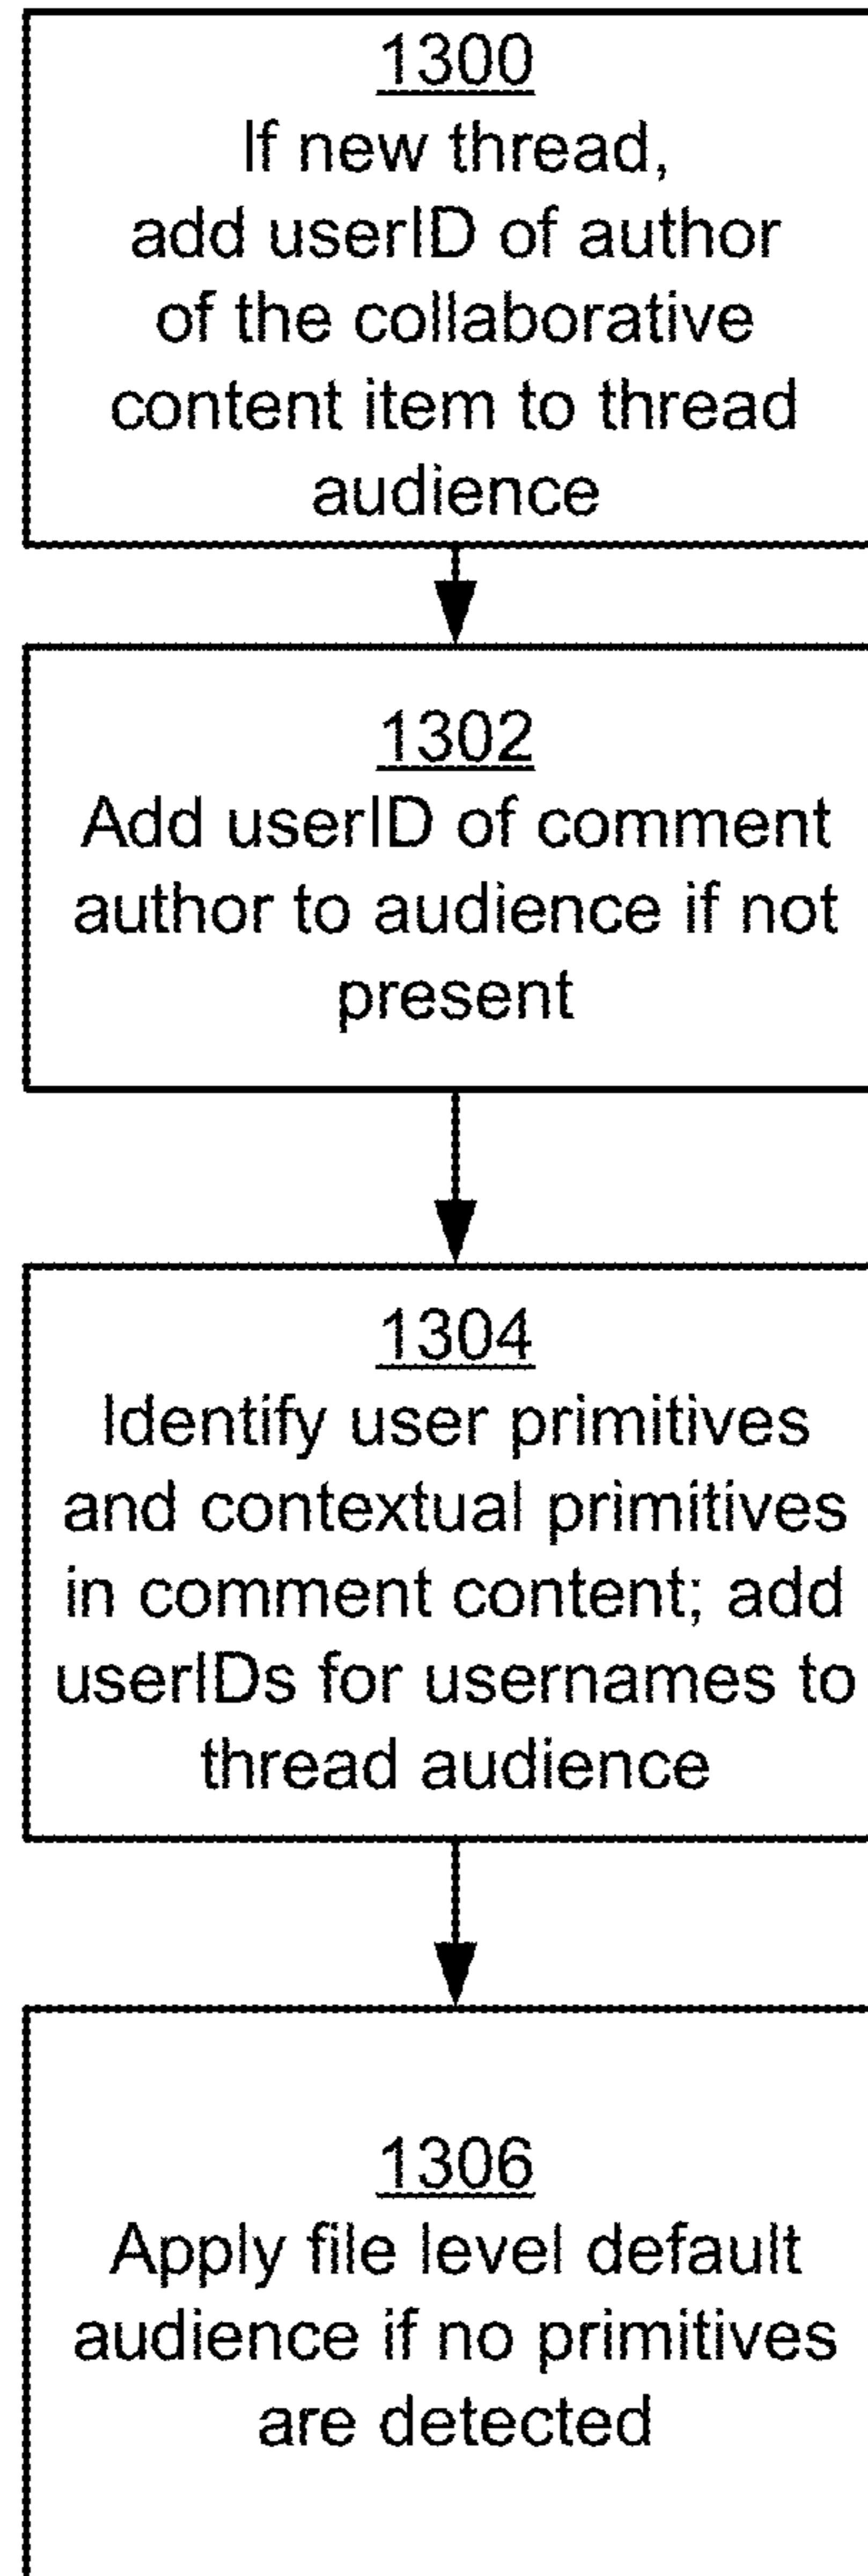 1300
If new thread,
add userID of author
of the collaborative
content item to thread
audience
1302
Add userID of comment
author to audience if not
present
1304
Identify user primitives
and contextual primitives
in comment content; add
userIDs for usernames to
thread audience
1306
Apply file level default
audience if no primitives
are detected